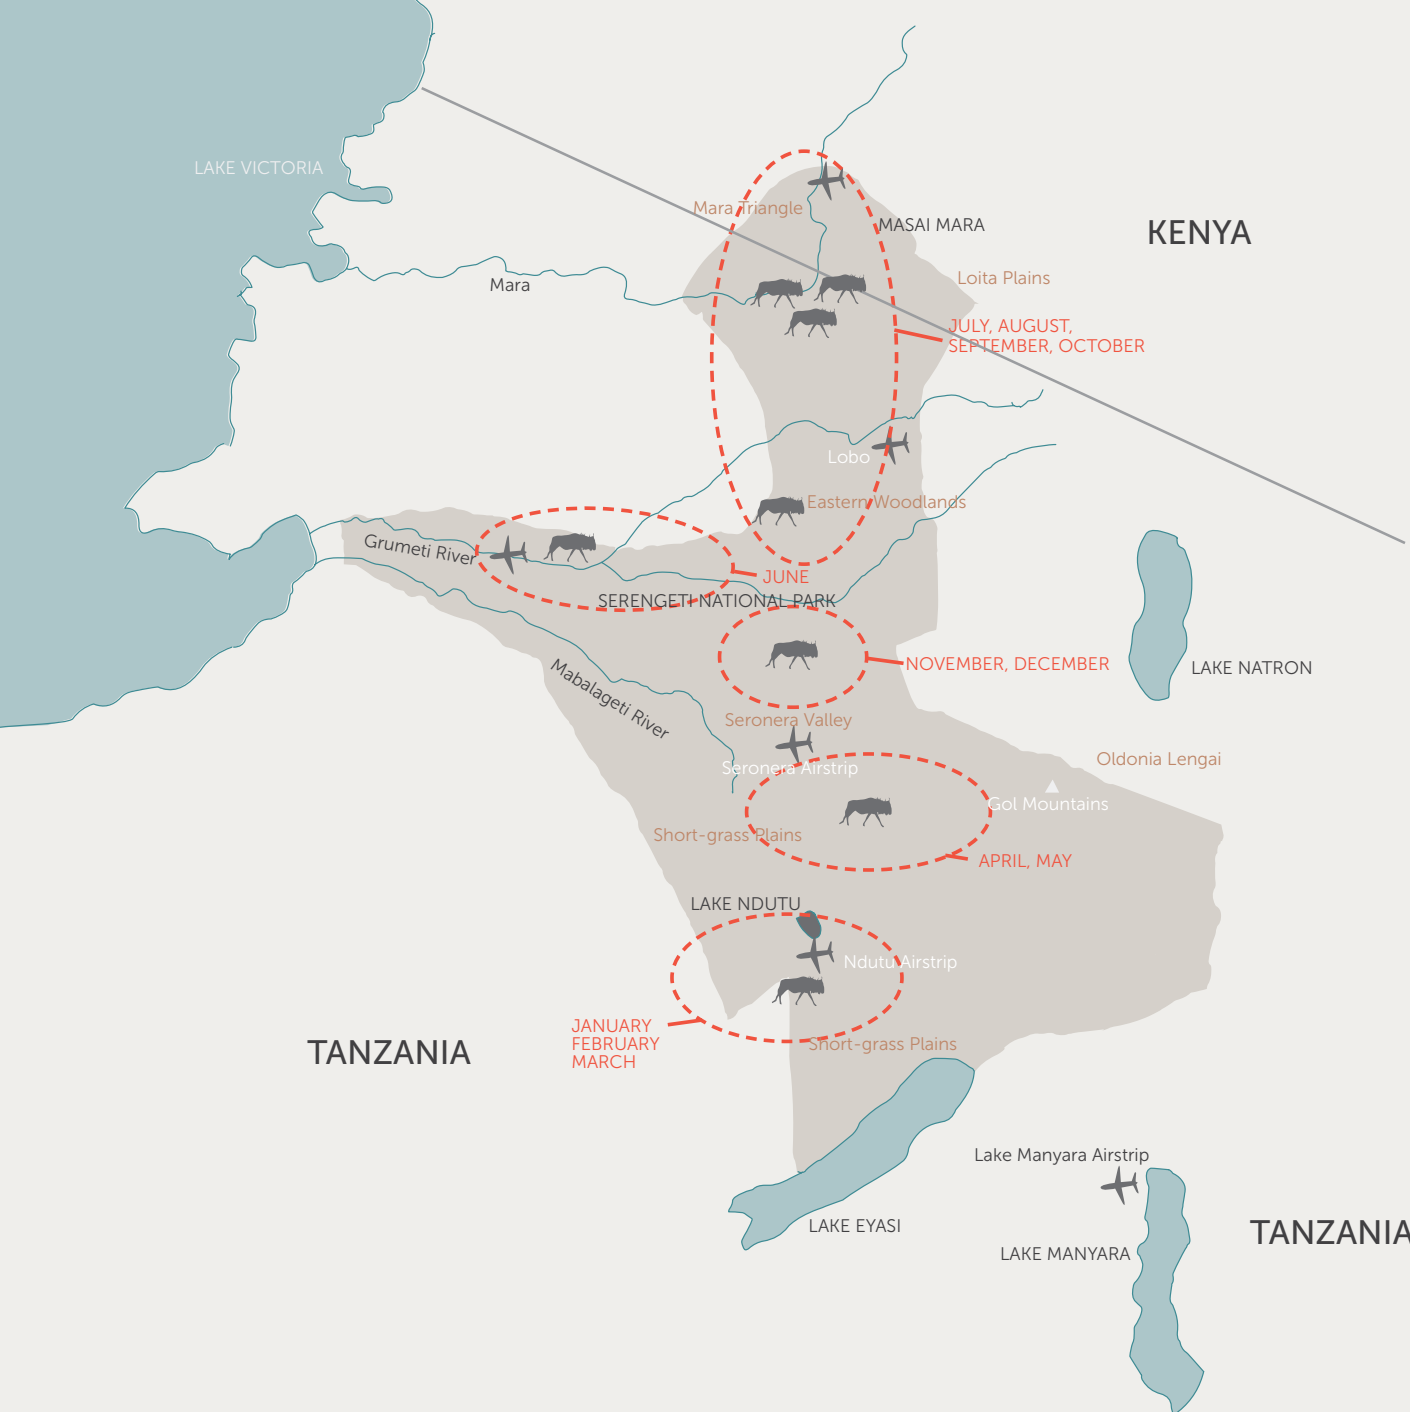 LAKE VICTORIA
Mara Triangle
MASAI MARA
KENYA
Loita Plains
Mara
JULY, AUGUST,
SEPTEMBER, OCTOBER
Lobo
Eastern Woodlands
Grumeti River
JUNE
SERENGETI NATIONAL PARK
NOVEMBER, DECEMBER
LAKE NATRON
Mabalageti River
Seronera Valley
Seronera Airstrip
Oldonia Lengai
Gol Mountains
Short-grass Plains
APRIL, MAY
LAKE NDUTU
Ndutu Airstrip
JANUARY
FEBRUARY
MARCH
Short-grass Plains
TANZANIA
Lake Manyara Airstrip
LAKE EYASI
TANZANIA
LAKE MANYARA